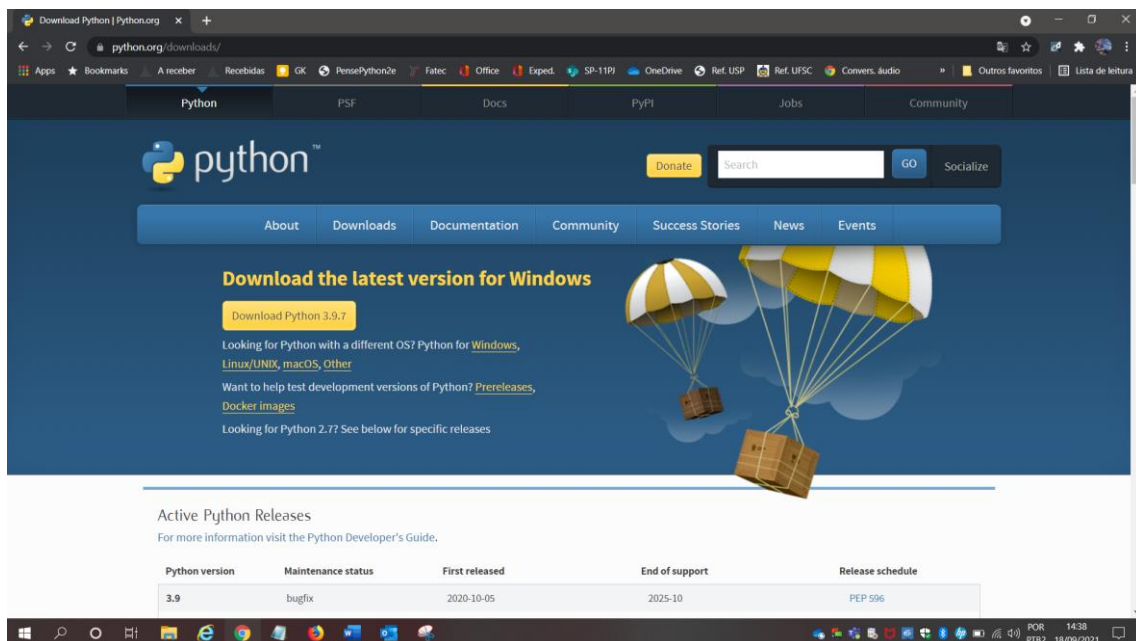 Download Python | Python.org
python.org/downloads/
Apps Bookmarks A receber Recebidas GK PensePython2e Fatec Office Exped. SP-11PJ OneDrive Ref. USP Ref. UFSC Convers. áudio » Outros favoritos Lista de leitura
Python PSF Docs PyPI Jobs Community
python™
Donate Search GO Socialize
About Downloads Documentation Community Success Stories News Events
Download the latest version for Windows
Download Python 3.9.7
Looking for Python with a different OS? Python for Windows,
Linux/UNIX, macOS, Other
Want to help test development versions of Python? Prereleases,
Docker images
Looking for Python 2.7? See below for specific releases
Active Python Releases
For more information visit the Python Developer's Guide.
Python version Maintenance status First released End of support Release schedule
3.9 bugfix 2020-10-05 2025-10 PEP 596
POR 14:38
PTB2 18/09/2021